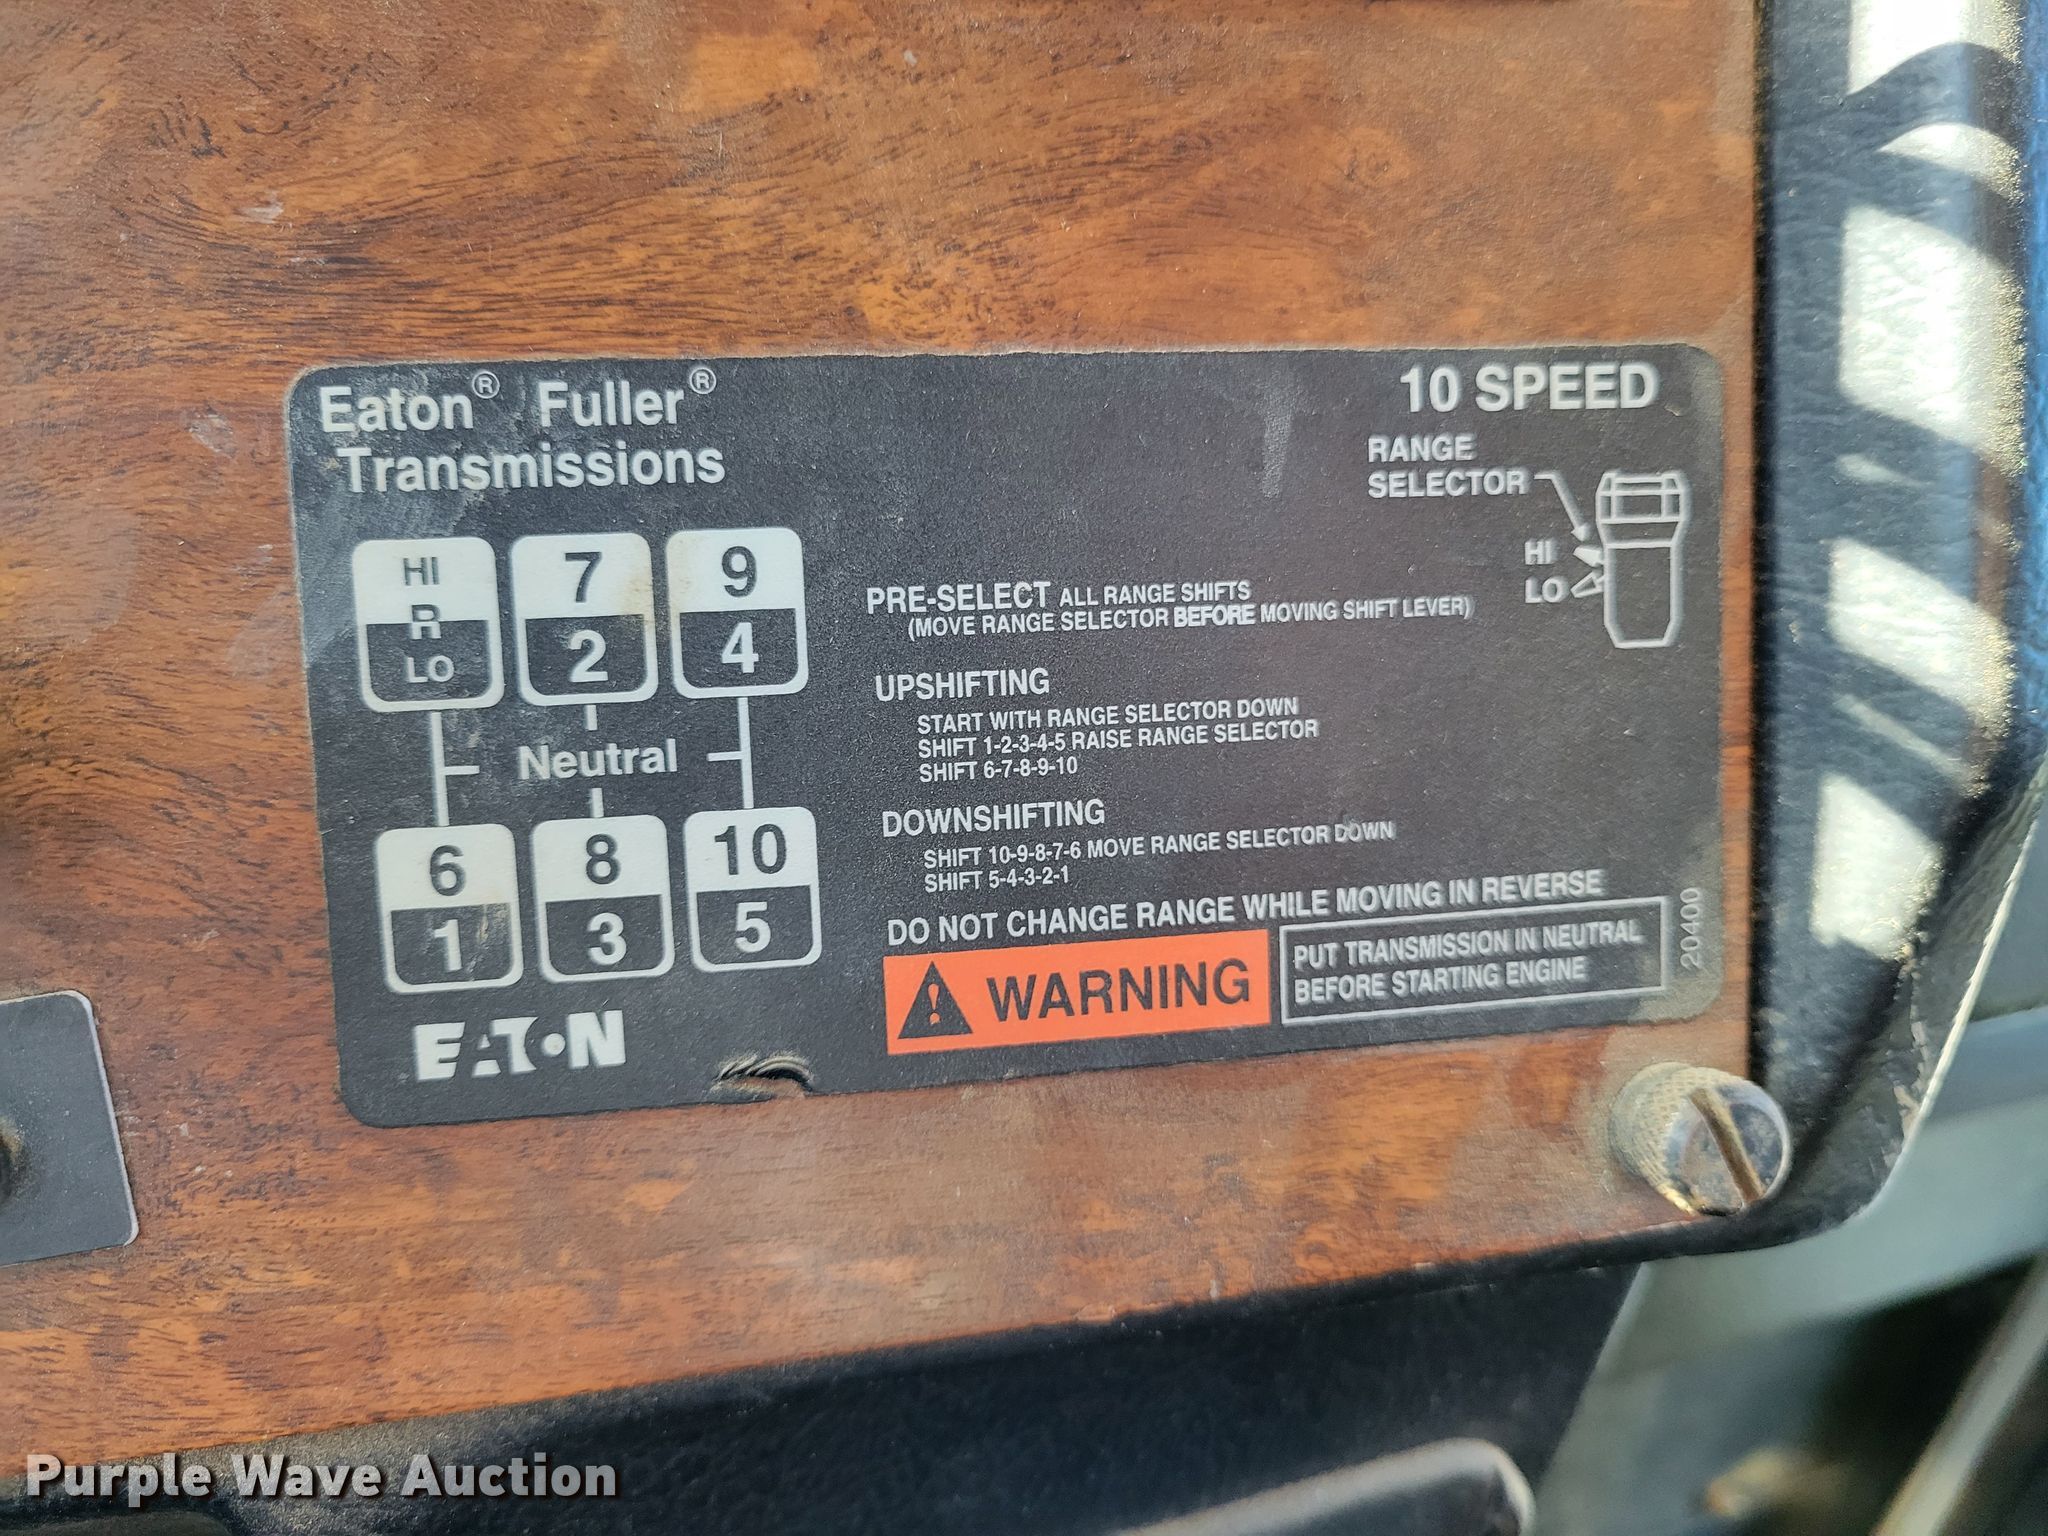 Eaton® Fuller®
Transmissions
10 SPEED
RANGE
SELECTOR
HI
LO
HI
R
LO
7
2
9
4
Neutral
6
1
8
3
10
5
EATON
PRE-SELECT ALL RANGE SHIFTS
(MOVE RANGE SELECTOR BEFORE MOVING SHIFT LEVER)
UPSHIFTING
START WITH RANGE SELECTOR DOWN
SHIFT 1-2-3-4-5 RAISE RANGE SELECTOR
SHIFT 6-7-8-9-10
DOWNSHIFTING
SHIFT 10-9-8-7-6 MOVE RANGE SELECTOR DOWN
SHIFT 5-4-3-2-1
DO NOT CHANGE RANGE WHILE MOVING IN REVERSE
! WARNING
PUT TRANSMISSION IN NEUTRAL
BEFORE STARTING ENGINE
20400
Purple Wave Auction